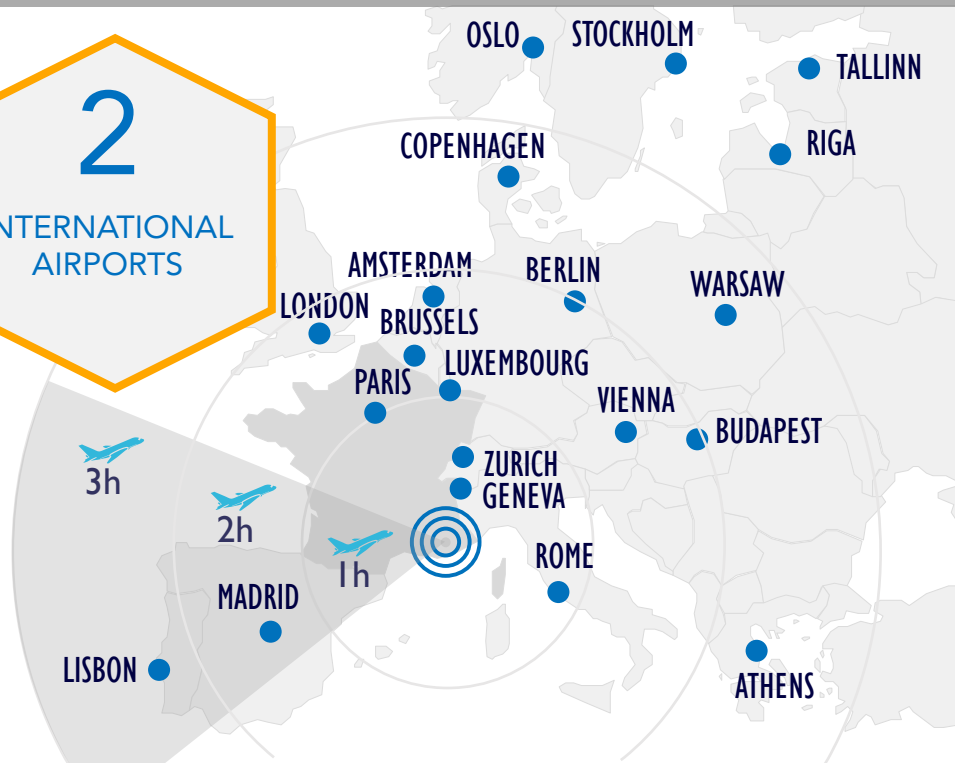 OSLO
STOCKHOLM
TALLINN
2
COPENHAGEN
RIGA
NTERNATIONAL
AIRPORTS
AMSTERDAM
BERLIN
WARSAW
LONDON
BRUSSELS
LUXEMBOURG
PARIS
VIENNA
BUDAPEST
3h
ZURICH
GENEVA
2h
1h
ROME
MADRID
LISBON
ATHENS